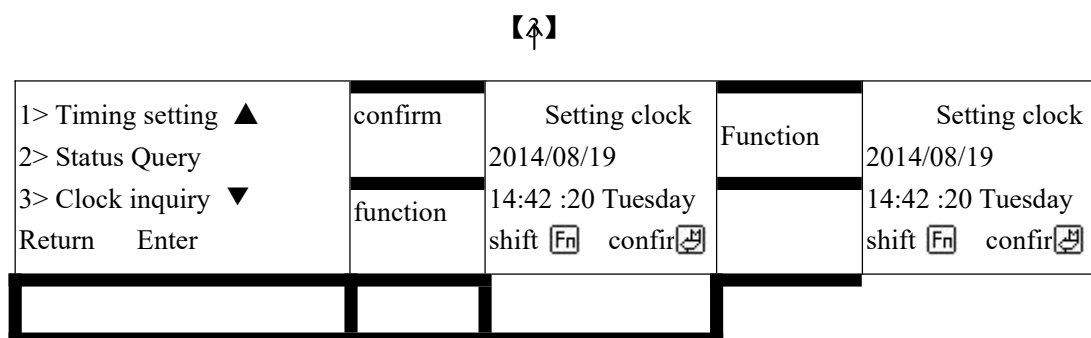 【3】
1> Timing setting ▲
2> Status Query
3> Clock inquiry ▼
Return Enter
confirm
function
Setting clock
2014/08/19
14:42 :20 Tuesday
shift Fn confir
Function
Setting clock
2014/08/19
14:42 :20 Tuesday
shift Fn confir